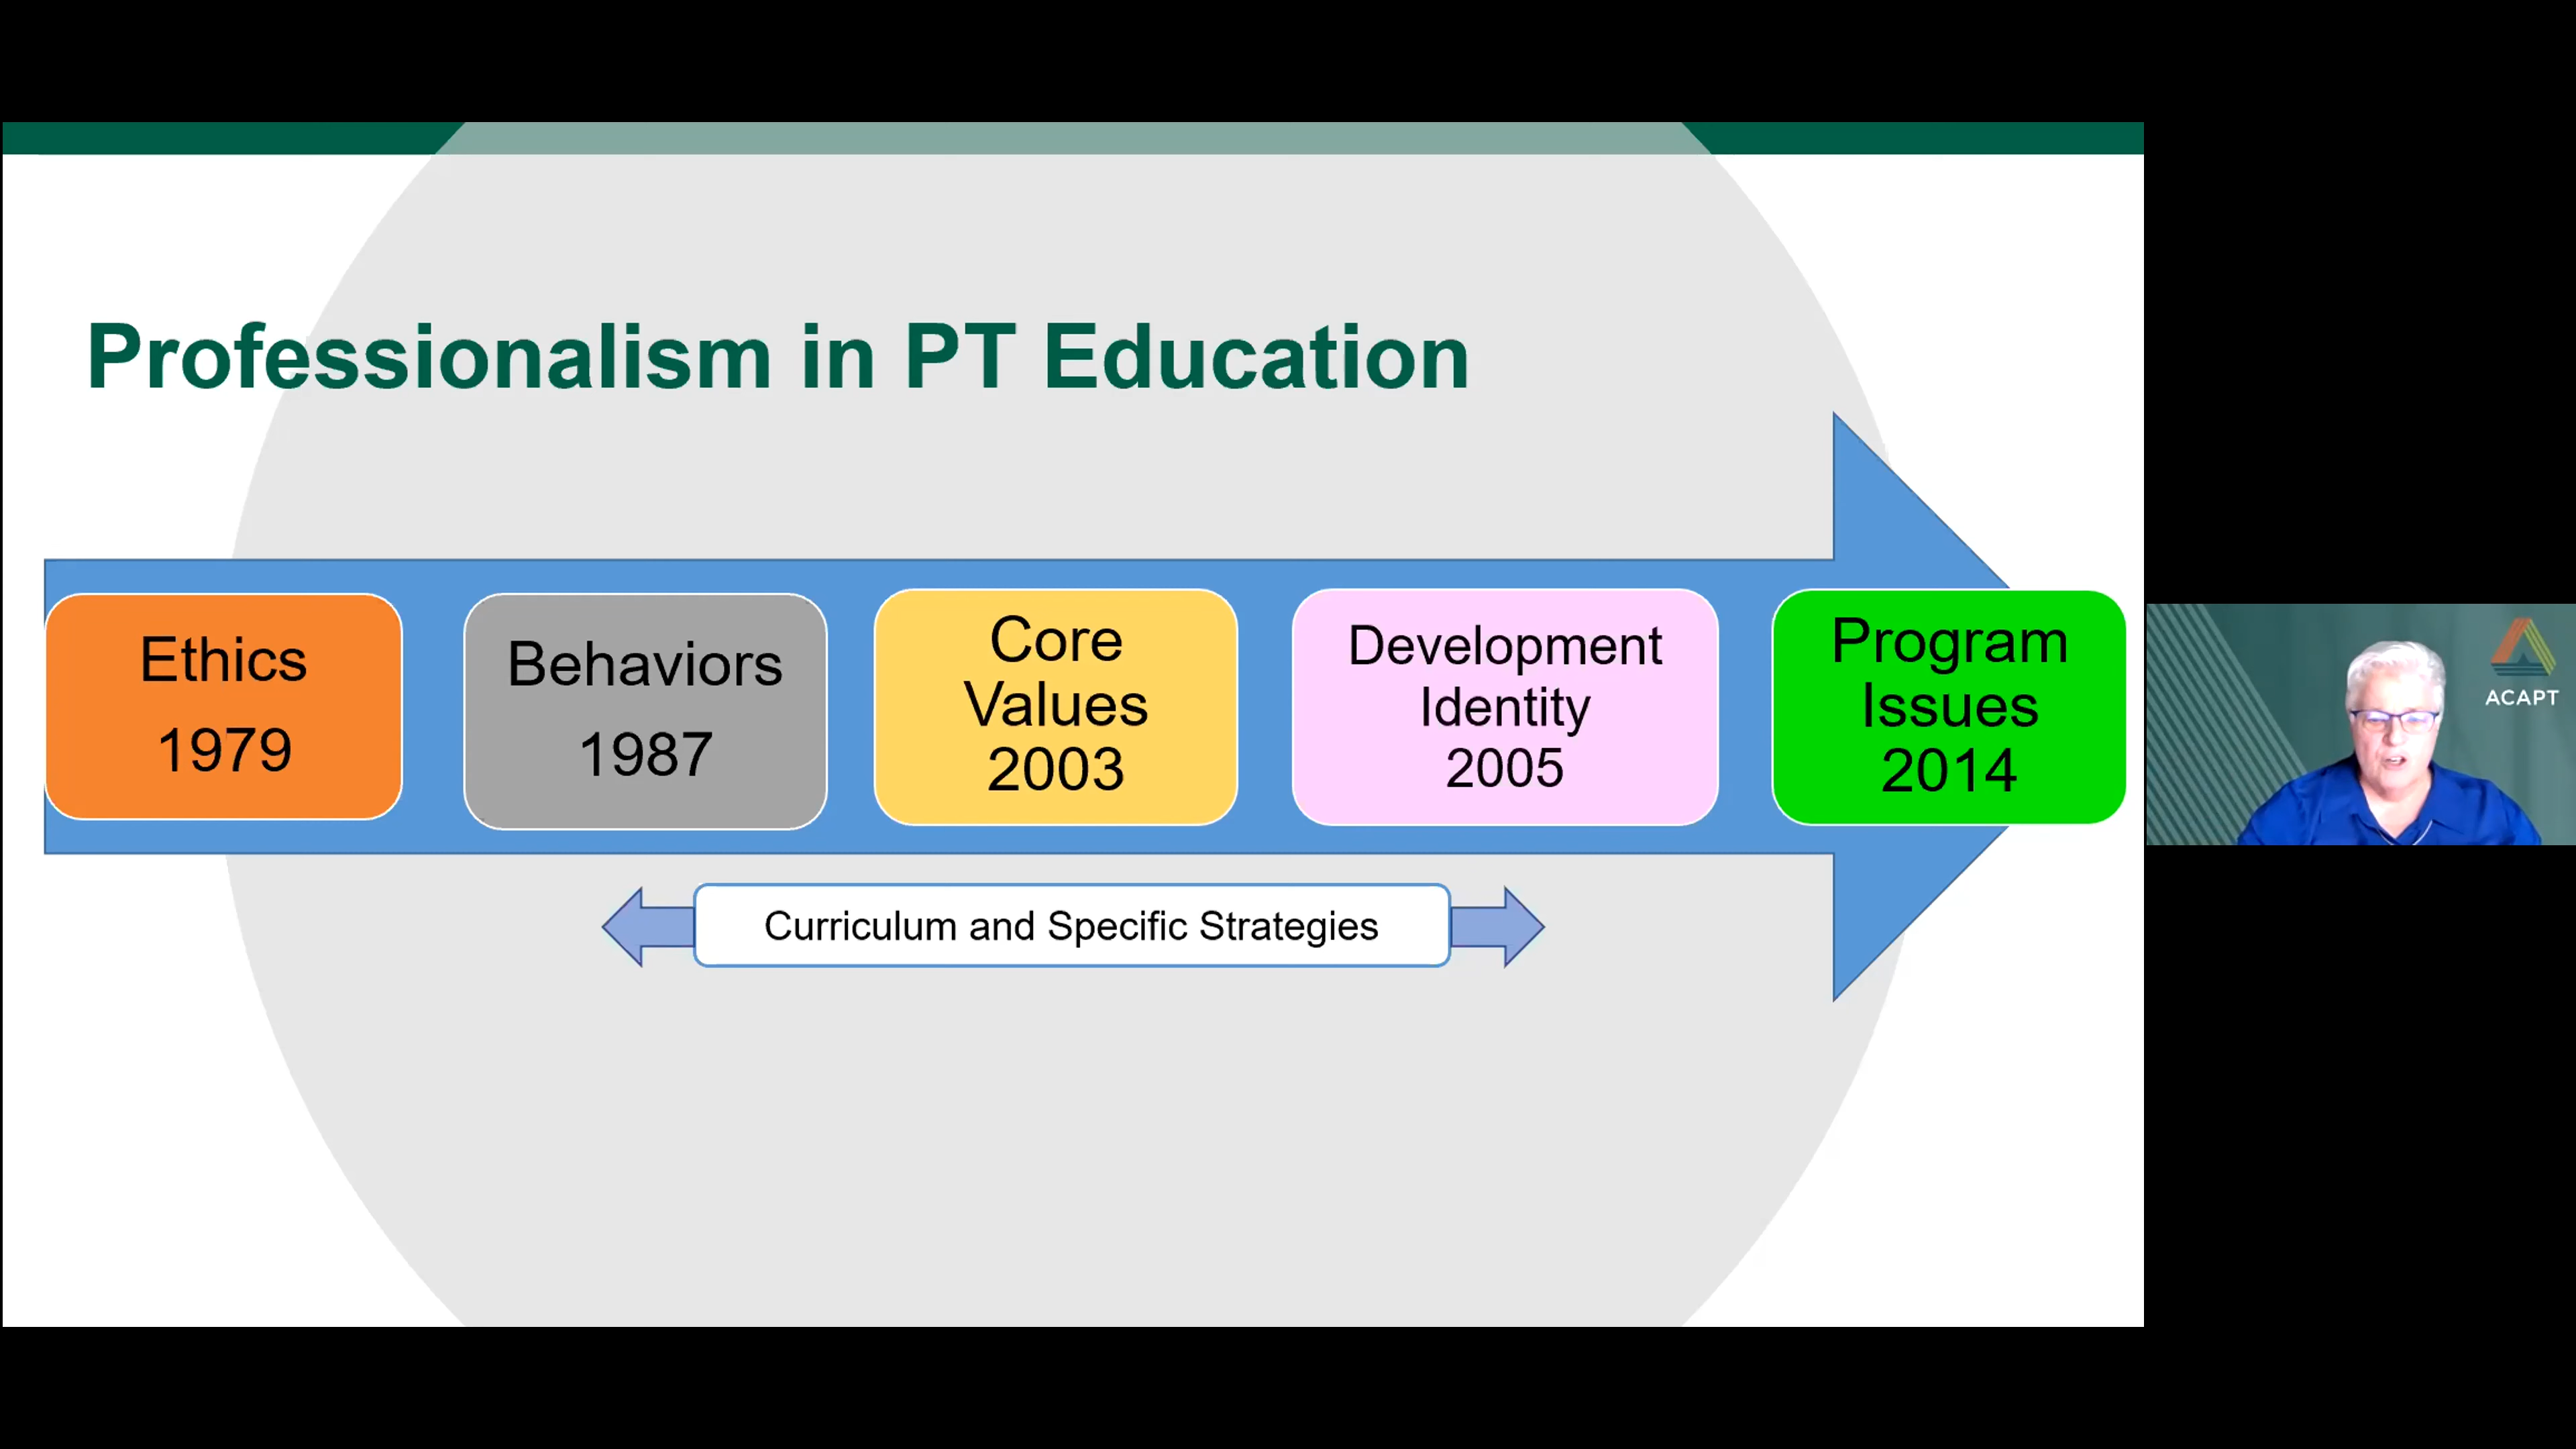 Professionalism in PT Education
Ethics
1979
Behaviors
1987
Core
Values
2003
Development
Identity
2005
Program
Issues
2014
Curriculum and Specific Strategies
ACAPT